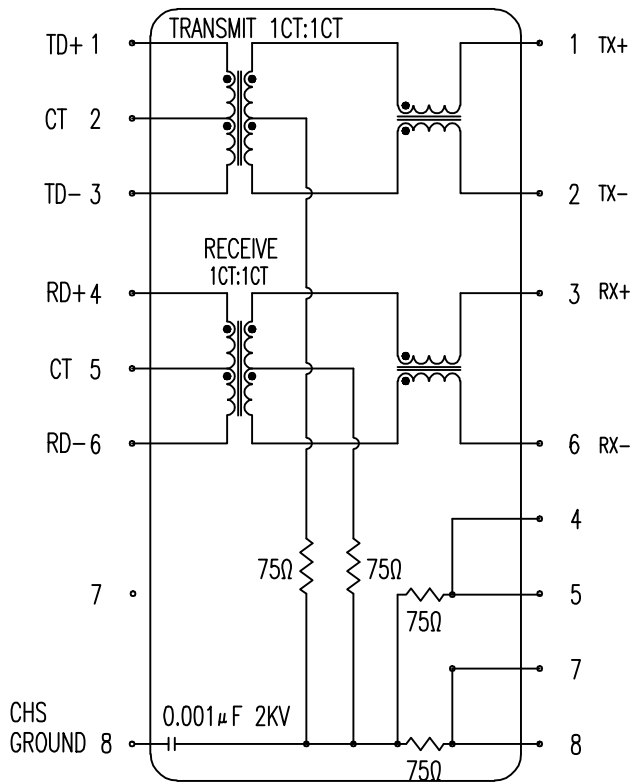 TRANSMIT 1CT:1CT
TD+ 1
1 TX+
CT 2
TD- 3
2 TX-
RECEIVE
1CT:1CT
RD+ 4
3 RX+
CT 5
RD- 6
6 RX-
4
75Ω
75Ω
7
5
75Ω
7
CHS
GROUND 8
0.001μF 2KV
8
75Ω